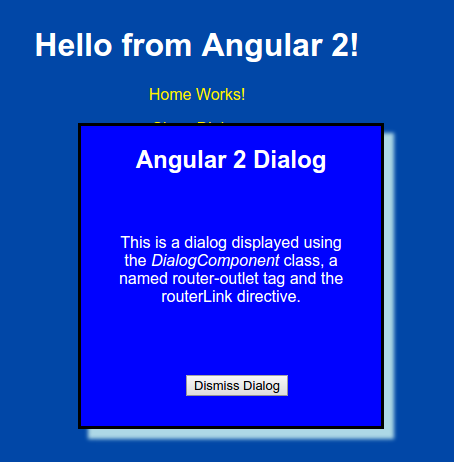 Hello from Angular 2!
Home Works!
Angular 2 Dialog
This is a dialog displayed using
the DialogComponent class, a
named router-outlet tag and the
routerLink directive.
Dismiss Dialog